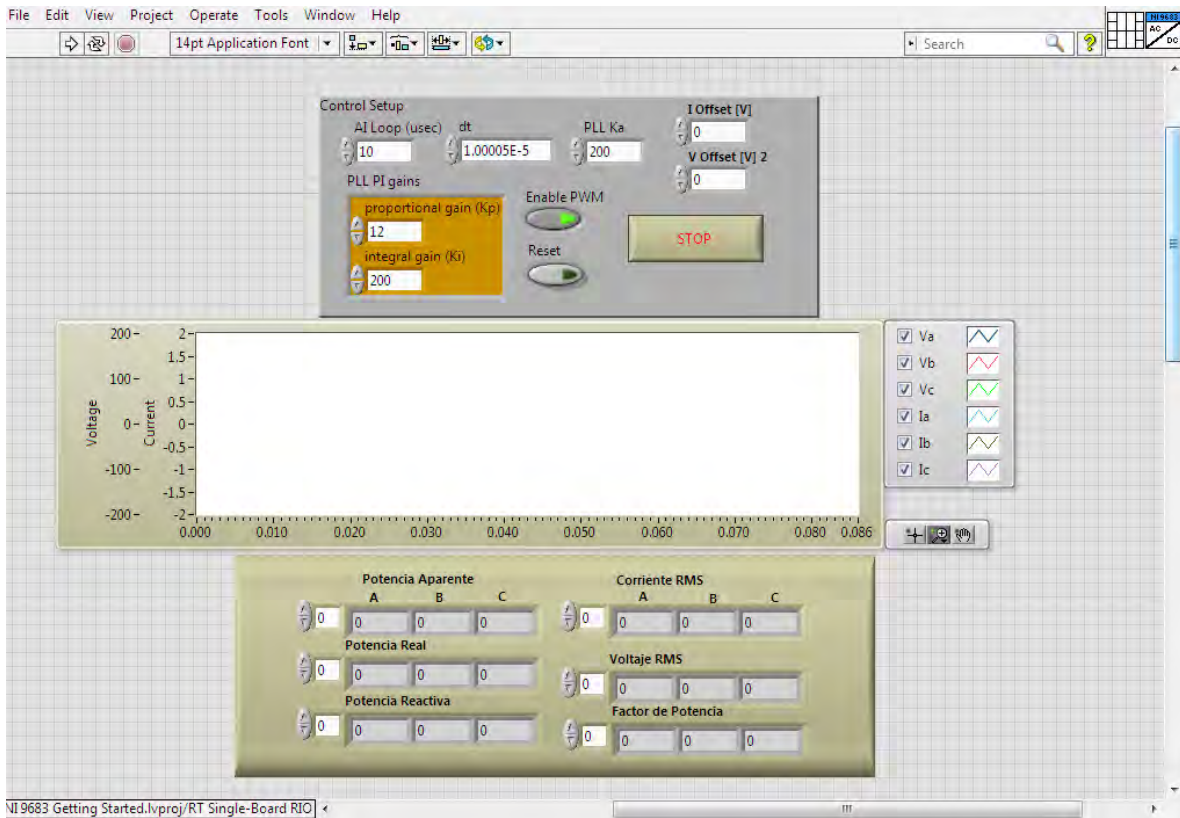 File Edit View Project Operate Tools Window Help
NI 9683
AC
DC
14pt Application Font
Search
Control Setup
I Offset [V]
AI Loop (usec) dt PLL Ka
0
10 1.00005E-5 200
V Offset [V] 2
0
PLL PI gains
Enable PWM
proportional gain (Kp)
12
STOP
Reset
integral gain (Ki)
200
200 2
1.5
100 1
0.5
0 0
-0.5
-100 -1
-1.5
-200 -2
Voltage
Current
0.000 0.010 0.020 0.030 0.040 0.050 0.060 0.070 0.080 0.086
Va
Vb
Vc
Ia
Ib
Ic
Potencia Aparente
A B C
0 0 0 0
Potencia Real
0 0 0 0
Potencia Reactiva
0 0 0 0
Corriente RMS
A B C
0 0 0 0
Voltaje RMS
0 0 0 0
Factor de Potencia
0 0 0 0
NI 9683 Getting Started.lvproj/RT Single-Board RIO